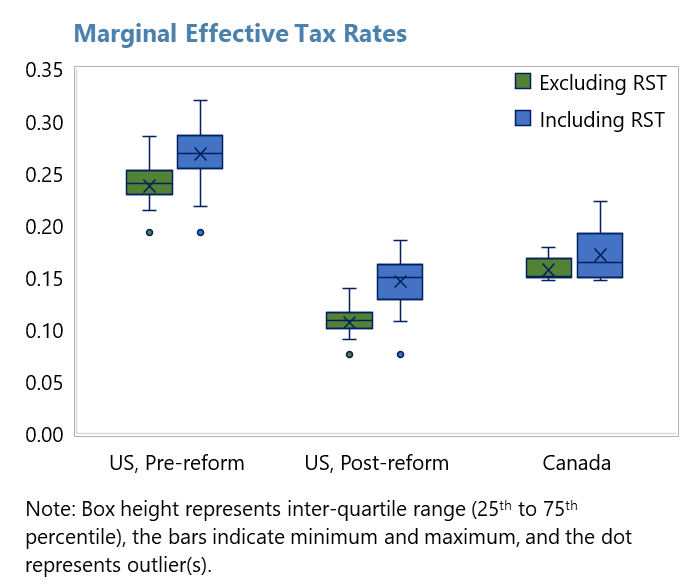 Marginal Effective Tax Rates
0.35
0.30
0.25
0.20
0.15
0.10
0.05
0.00
Excluding RST
Including RST
US, Pre-reform
US, Post-reform
Canada
Note: Box height represents inter-quartile range (25th to 75th
percentile), the bars indicate minimum and maximum, and the dot
represents outlier(s).